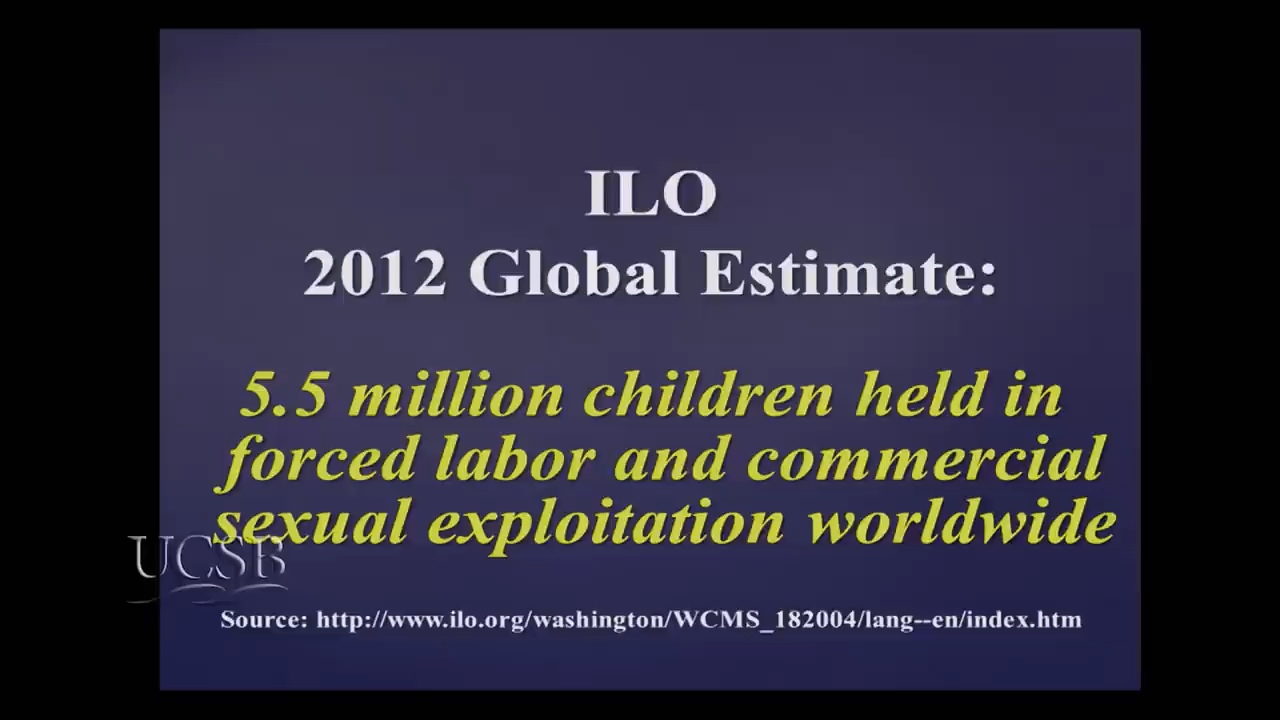 ILO
2012 Global Estimate:
5.5 million children held in
forced labor and commercial
sexual exploitation worldwide
UCSB
Source: http://www.ilo.org/washington/WCMS_182004/lang--en/index.htm